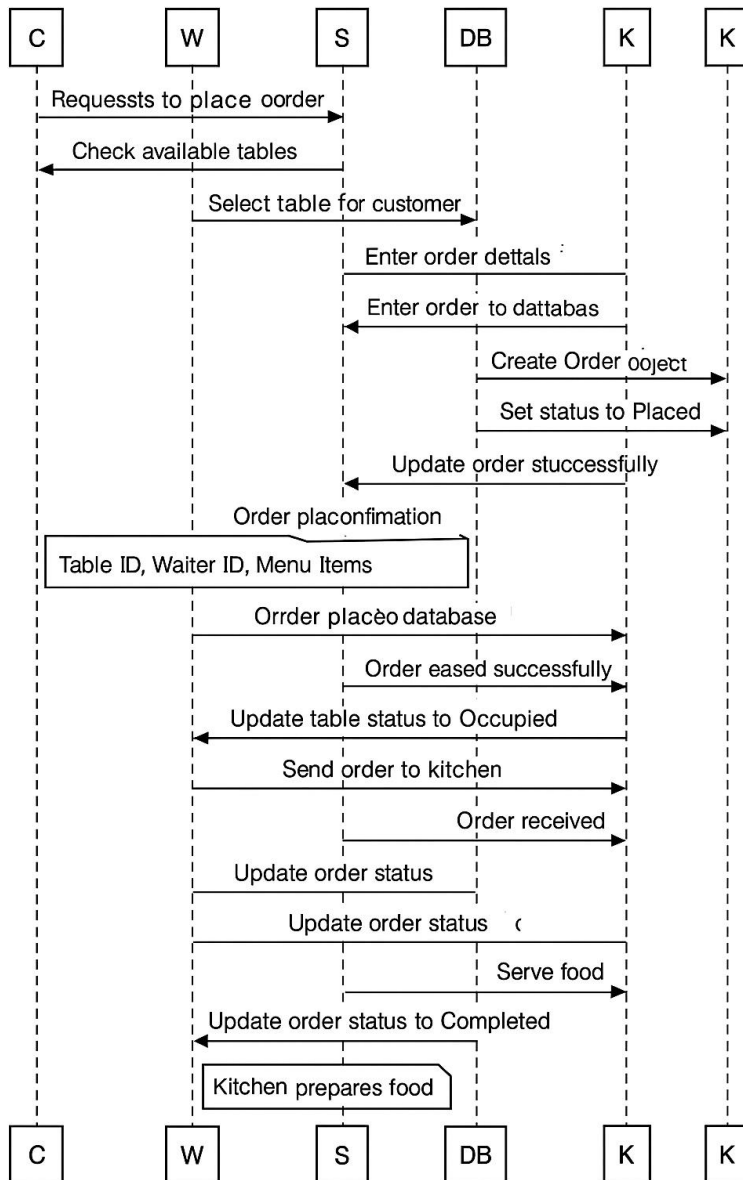 C W S DB K K
Requessts to place oorder
Check available tables
Select table for customer
Enter order dettals :
Enter order to dattabas
Create Order ooject
Set status to Placed
Update order stuccessfully
Order placonfimation
Table ID, Waiter ID, Menu Items
Orrder placèo database
Order eased successfully
Update table status to Occupied
Send order to kitchen
Order received
Update order status
Update order status c
Serve food
Update order status to Completed
Kitchen prepares food
C W S DB K K